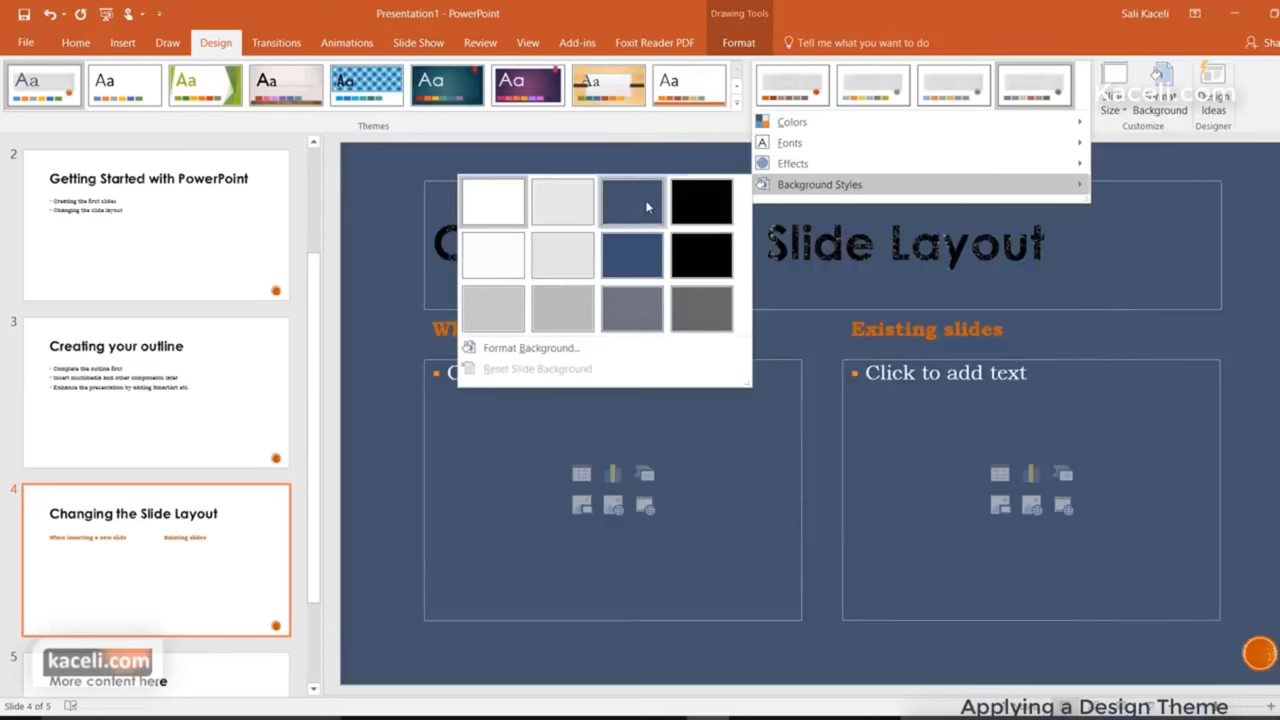 Presentation1 - PowerPoint
Drawing Tools
Sali Kaceli
File
Home
Insert
Draw
Design
Transitions
Animations
Slide Show
Review
View
Add-ins
Foxit Reader PDF
Format
Tell me what you want to do
Sha
Aa
Aa
Aa
Aa
Aa
Aa
Aa
Aa
Aa
Kaceli.com
Size
Background
Design
Ideas
Themes
Customize
Designer
Colors
Fonts
Effects
Background Styles
Format Background...
Reset Slide Background
2
Getting Started with PowerPoint
- Creating the first slides
- Changing the slide layout
3
Creating your outline
- Complete the outline first
- Insert multimedia and other components later
- Enhance the presentation by adding SmartArt etc.
4
Changing the Slide Layout
When inserting a new slide
Existing slides
5
More content here
kaceli.com
Slide Layout
Existing slides
Click to add text
Slide 4 of 5
Applying a Design Theme